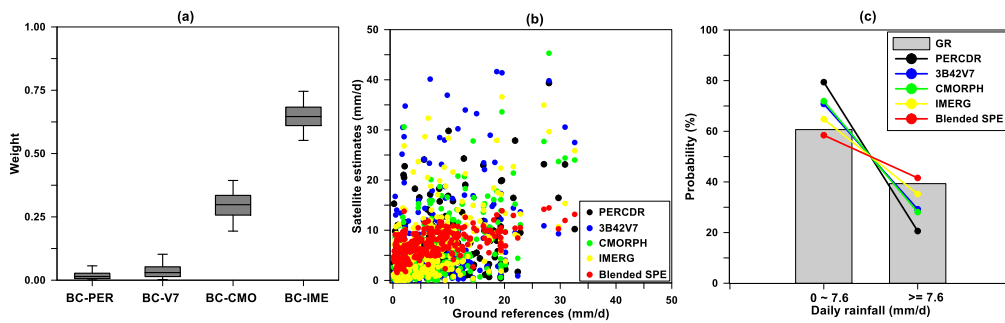 (a)
1.00
0.75
0.50
0.25
0.00
Weight
BC-PER BC-V7 BC-CMO BC-IME
(b)
50
40
30
20
10
0
Satellite estimates (mm/d)
PERCDR
3B42V7
CMORPH
IMERG
Blended SPE
0 10 20 30 40 50
Ground references (mm/d)
(c)
100
80
60
40
20
0
Probability (%)
GR
PERCDR
3B42V7
CMORPH
IMERG
Blended SPE
0 ~ 7.6 >= 7.6
Daily rainfall (mm/d)